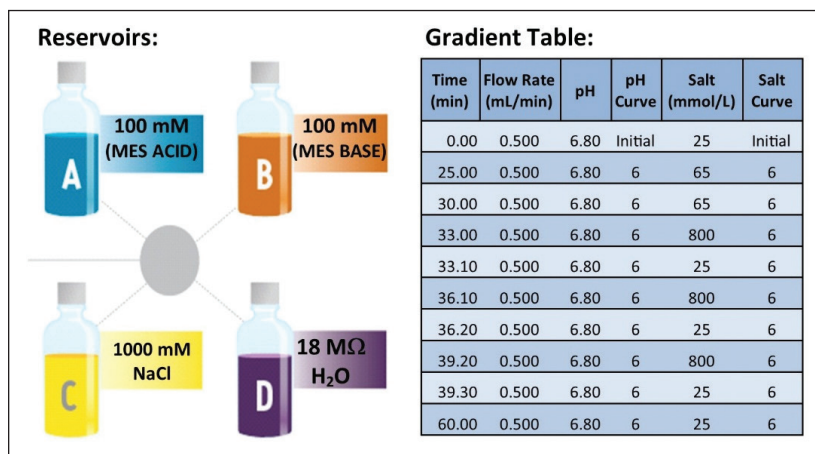 Reservoirs:
A
100 mM
(MES ACID)
B
100 mM
(MES BASE)
C
1000 mM
NaCl
D
18 MΩ
H₂O
Gradient Table:
Time (min) Flow Rate (mL/min) pH pH Curve Salt (mmol/L) Salt Curve
0.00 0.500 6.80 Initial 25 Initial
25.00 0.500 6.80 6 65 6
30.00 0.500 6.80 6 65 6
33.00 0.500 6.80 6 800 6
33.10 0.500 6.80 6 25 6
36.10 0.500 6.80 6 800 6
36.20 0.500 6.80 6 25 6
39.20 0.500 6.80 6 800 6
39.30 0.500 6.80 6 25 6
60.00 0.500 6.80 6 25 6